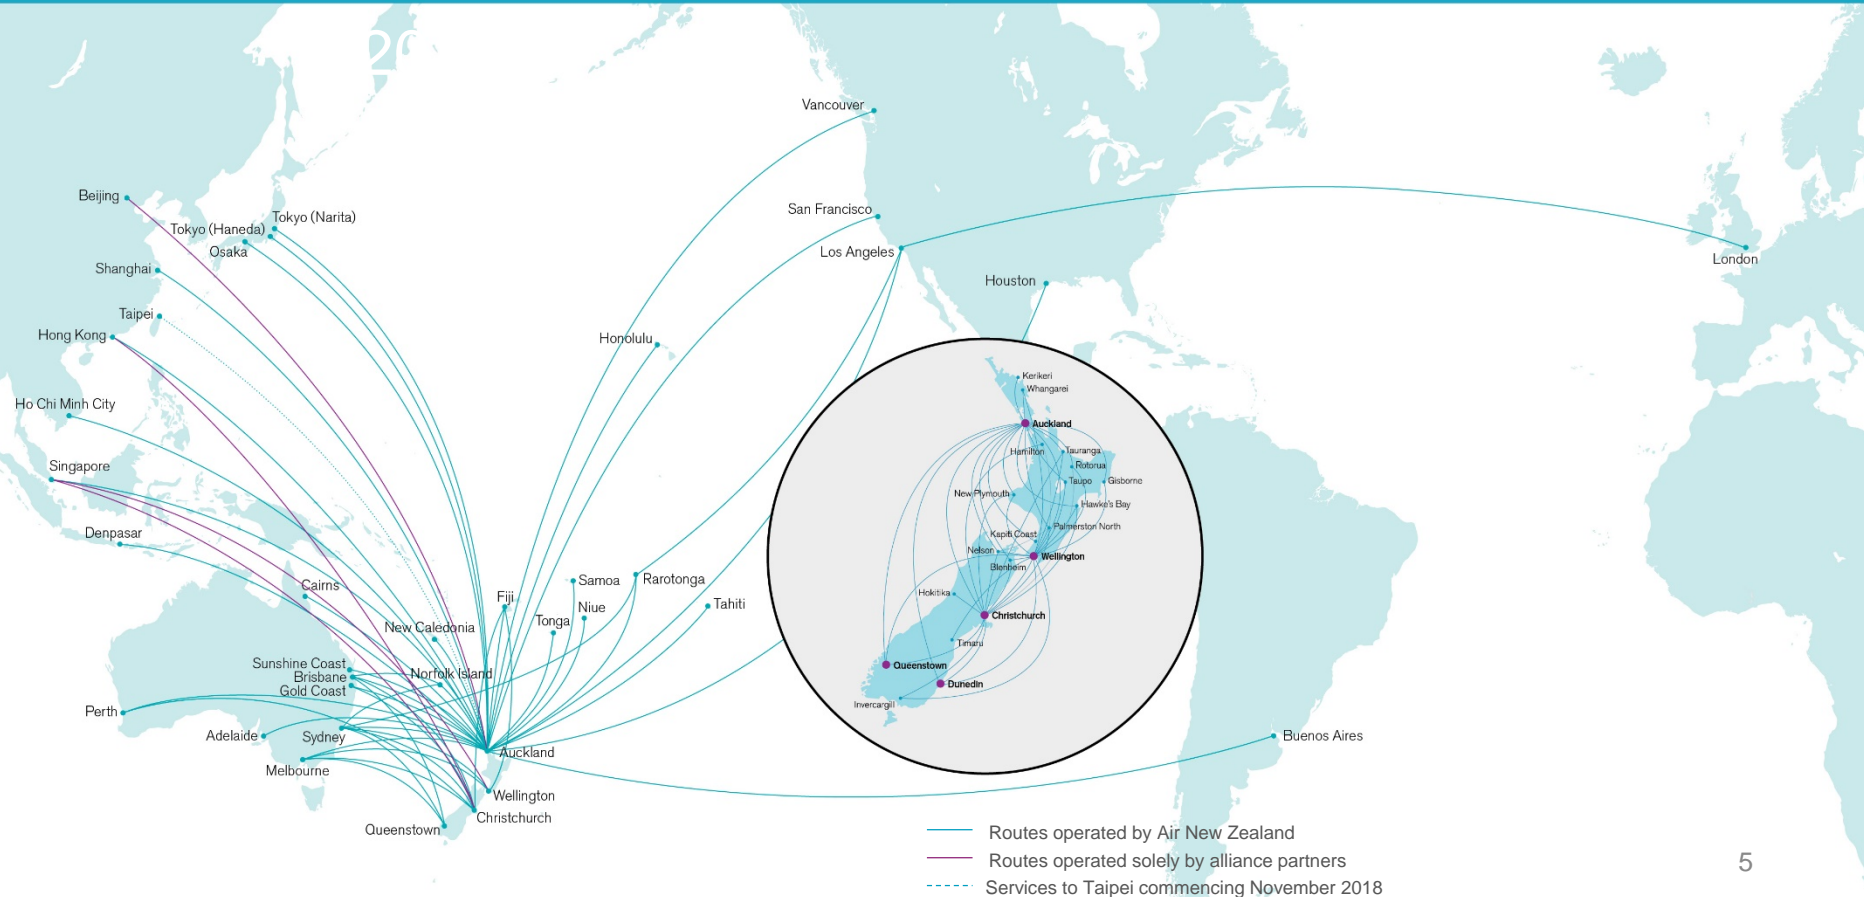 20
Vancouver
Beijing
San Francisco
Tokyo (Narita)
Tokyo (Haneda)
Osaka
Los Angeles
London
Shanghai
Houston
Taipei
Hong Kong
Honolulu
Kerikeri
Whangarei
Ho Chi Minh City
Auckland
Hamilton
Tauranga
Rotorua
Singapore
Taupo
Gisborne
New Plymouth
Hawke's Bay
Palmerston North
Denpasar
Kapiti Coast
Nelson
Wellington
Blenheim
Cairns
Samoa
Rarotonga
Hokitika
Fiji
Niue
Tahiti
Tonga
Christchurch
New Caledonia
Timaru
Sunshine Coast
Queenstown
Brisbane
Norfolk Island
Gold Coast
Dunedin
Invercargill
Perth
Adelaide
Sydney
Buenos Aires
Auckland
Melbourne
Wellington
Christchurch
Queenstown
Routes operated by Air New Zealand
Routes operated solely by alliance partners
5
Services to Taipei commencing November 2018